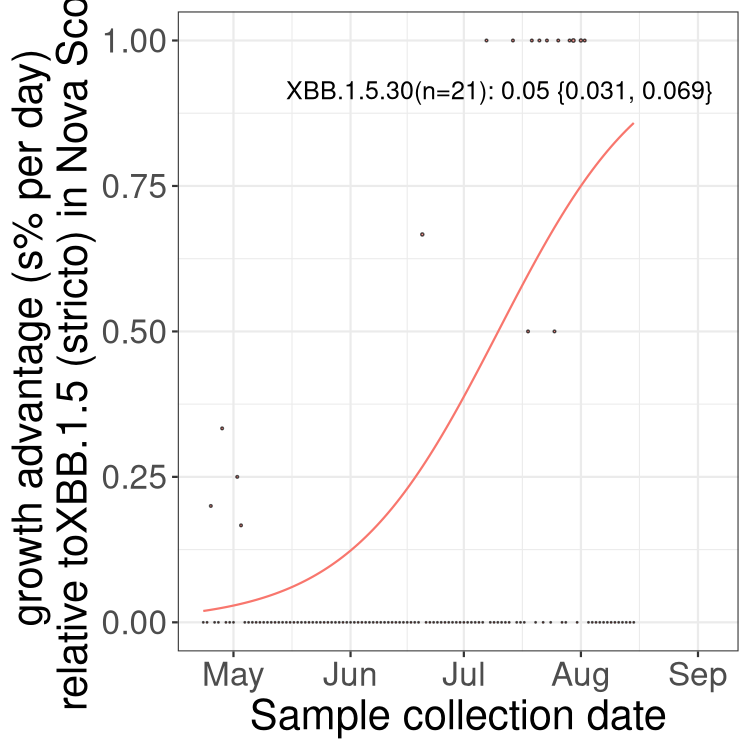 growth advantage (s% per day)
relative toXBB.1.5 (stricto) in Nova Sco
1.00
0.75
0.50
0.25
0.00
XBB.1.5.30(n=21): 0.05 {0.031, 0.069}
May Jun Jul Aug Sep
Sample collection date